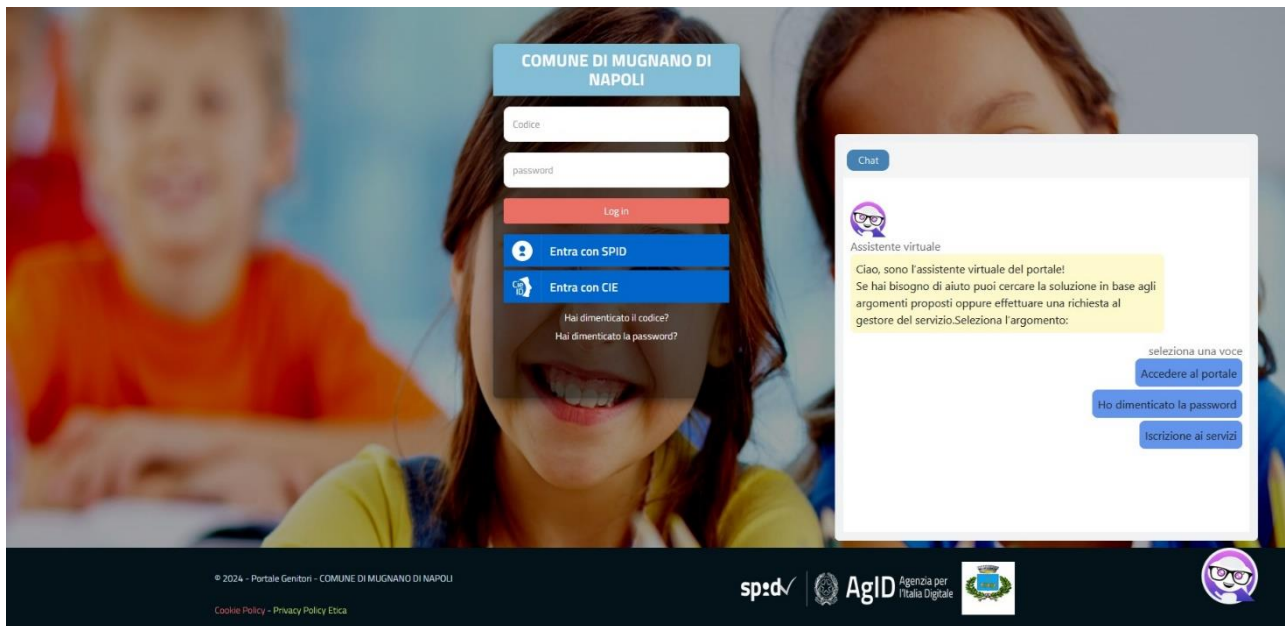 COMUNE DI MUGNANO DI
NAPOLI
Codice
password
Log in
Entra con SPID
Entra con CIE
Hai dimenticato il codice?
Hai dimenticato la password?
Chat
Assistente virtuale
Ciao, sono l'assistente virtuale del portale!
Se hai bisogno di aiuto puoi cercare la soluzione in base agli
argomenti proposti oppure effettuare una richiesta al
gestore del servizio.Seleziona l'argomento:
seleziona una voce
Accedere al portale
Ho dimenticato la password
Iscrizione ai servizi
© 2024 - Portale Genitori - COMUNE DI MUGNANO DI NAPOLI
Cookie Policy - Privacy Policy Etica
sp:d
AgID Agenzia per
l'Italia Digitale